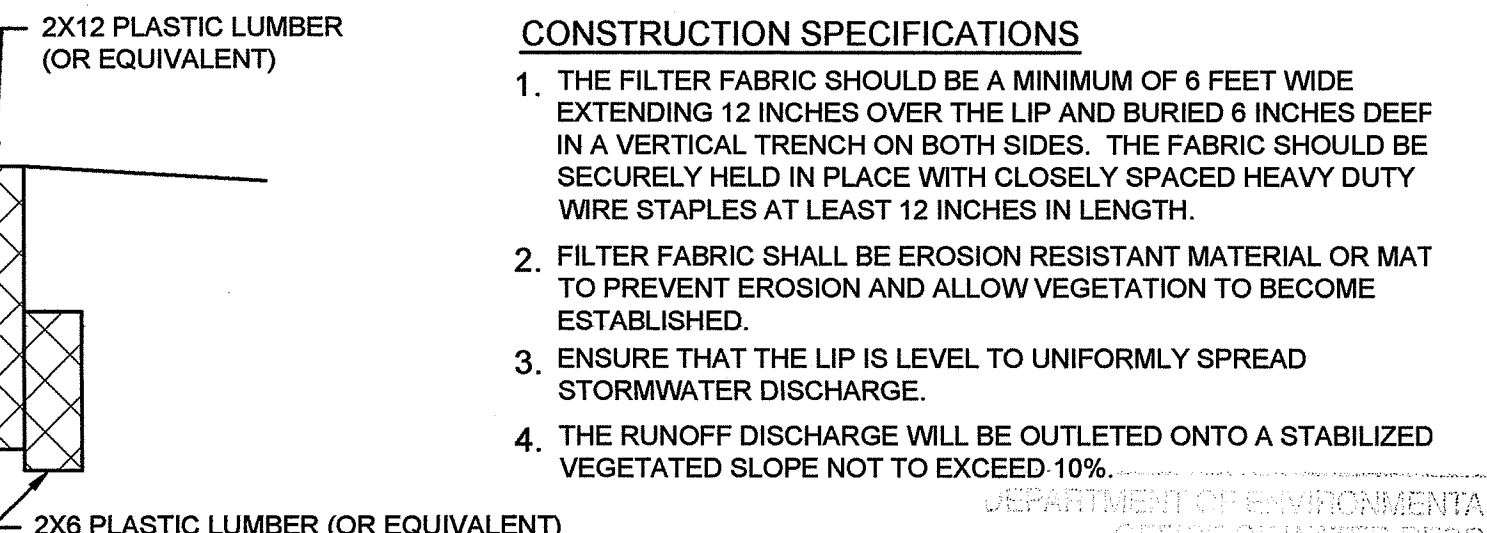 2X12 PLASTIC LUMBER
(OR EQUIVALENT)
CONSTRUCTION SPECIFICATIONS
1. THE FILTER FABRIC SHOULD BE A MINIMUM OF 6 FEET WIDE
EXTENDING 12 INCHES OVER THE LIP AND BURIED 6 INCHES DEEP
IN A VERTICAL TRENCH ON BOTH SIDES. THE FABRIC SHOULD BE
SECURELY HELD IN PLACE WITH CLOSELY SPACED HEAVY DUTY
WIRE STAPLES AT LEAST 12 INCHES IN LENGTH.
2. FILTER FABRIC SHALL BE EROSION RESISTANT MATERIAL OR MAT
TO PREVENT EROSION AND ALLOW VEGETATION TO BECOME
ESTABLISHED.
3. ENSURE THAT THE LIP IS LEVEL TO UNIFORMLY SPREAD
STORMWATER DISCHARGE.
4. THE RUNOFF DISCHARGE WILL BE OUTLETED ONTO A STABILIZED
VEGETATED SLOPE NOT TO EXCEED 10%.
DEPARTMENT OF ENVIRONMENTA
OFFICE OF WATER
2X6 PLASTIC LUMBER (OR EQUIVALENT)